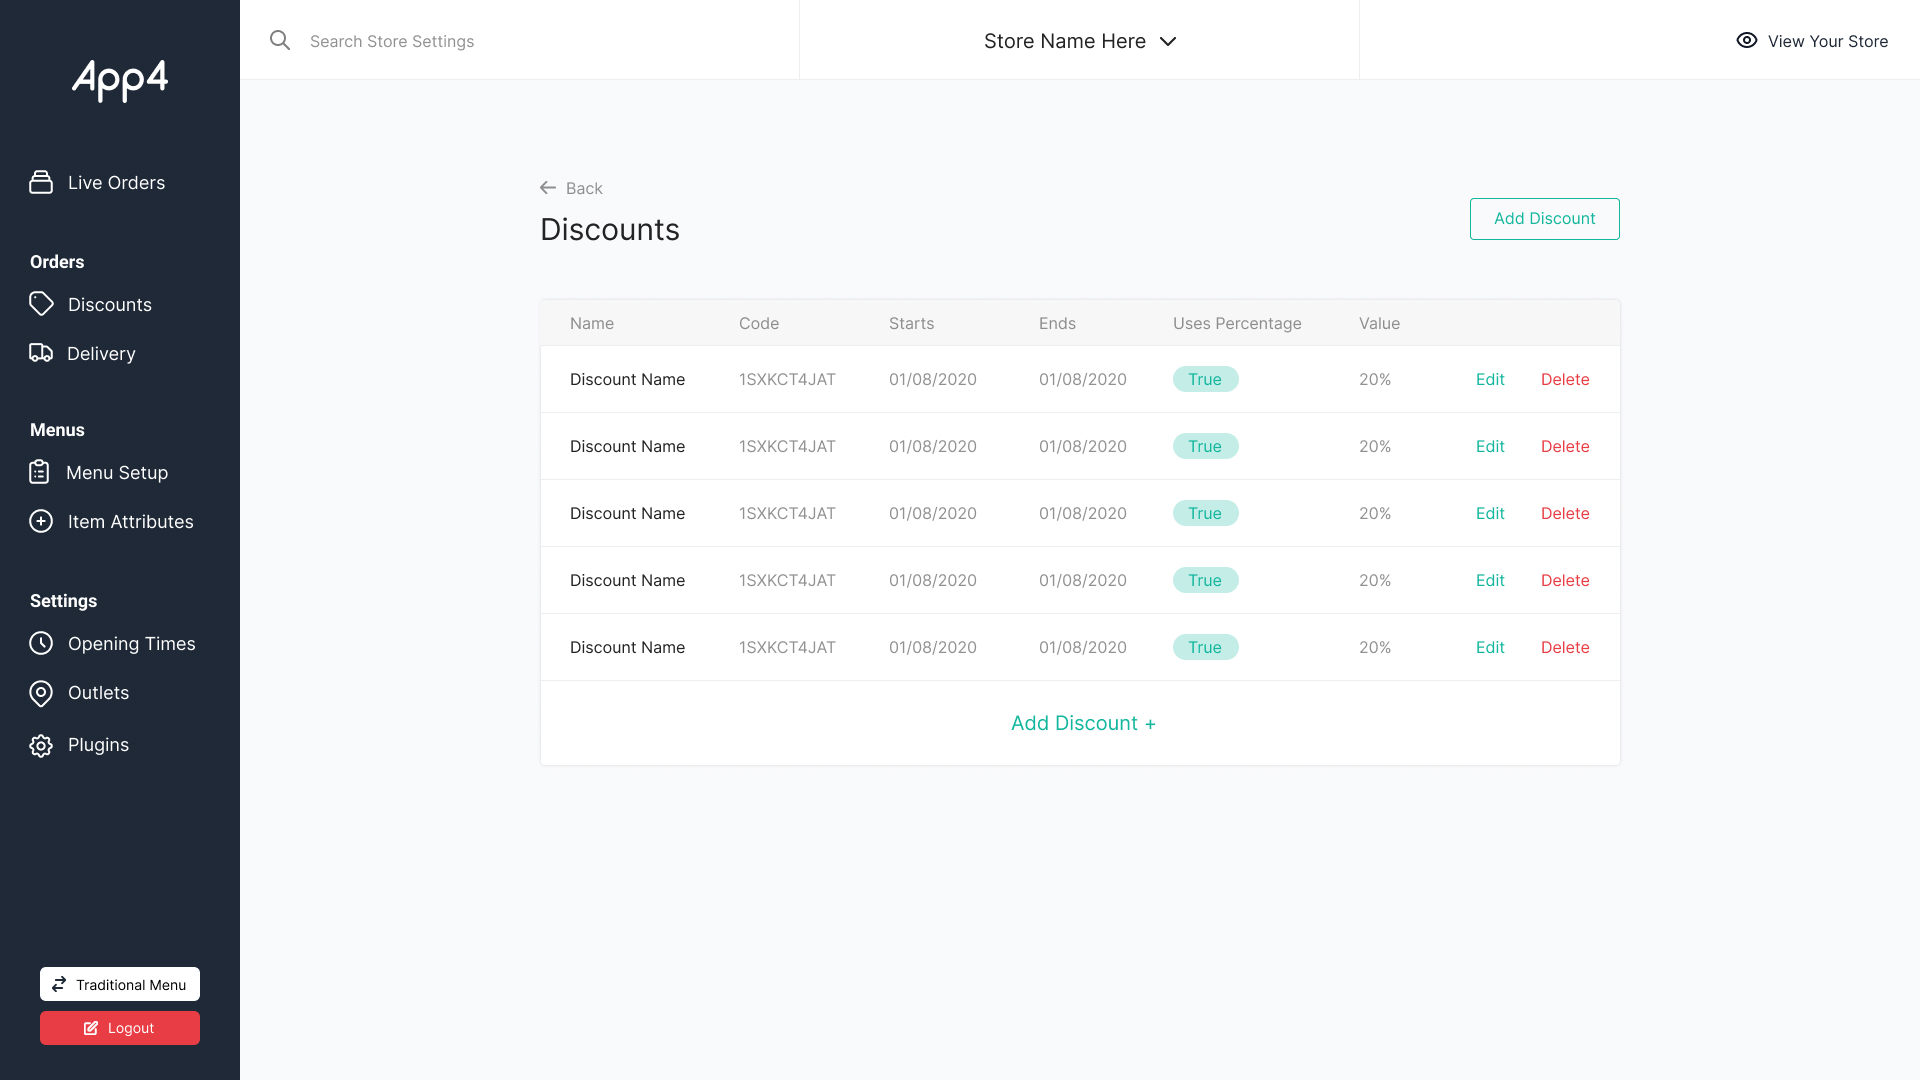 App4
Live Orders
Orders
Discounts
Delivery
Menus
Menu Setup
Item Attributes
Settings
Opening Times
Outlets
Plugins
Traditional Menu
Logout
Search Store Settings
Store Name Here
View Your Store
Back
Discounts
Add Discount
Name Code Starts Ends Uses Percentage Value
Discount Name 1SXKCT4JAT 01/08/2020 01/08/2020 True 20% Edit Delete
Discount Name 1SXKCT4JAT 01/08/2020 01/08/2020 True 20% Edit Delete
Discount Name 1SXKCT4JAT 01/08/2020 01/08/2020 True 20% Edit Delete
Discount Name 1SXKCT4JAT 01/08/2020 01/08/2020 True 20% Edit Delete
Discount Name 1SXKCT4JAT 01/08/2020 01/08/2020 True 20% Edit Delete
Add Discount +